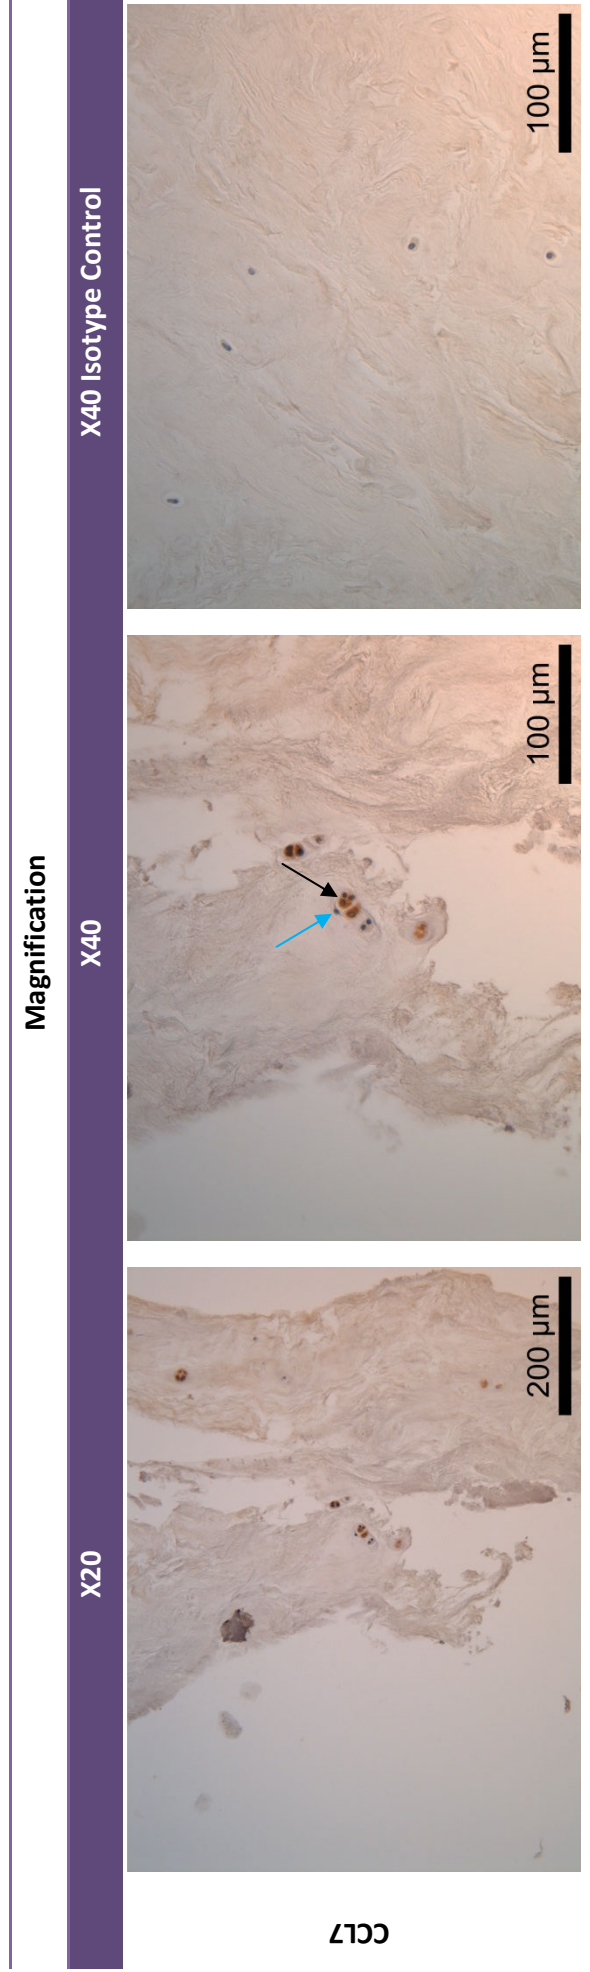 Magnification
X20 X40 X40 Isotype Control
CCL7
200 µm
100 µm
100 µm